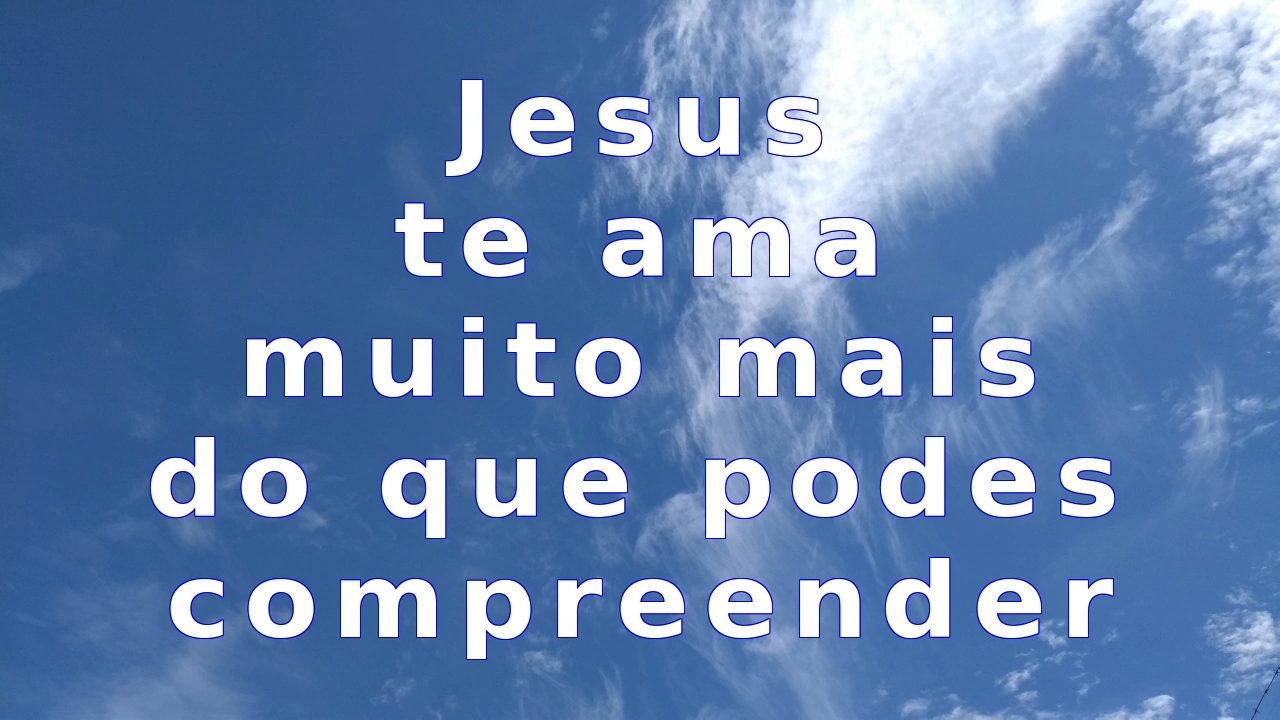 Jesus
te ama
muito mais
do que podes
compreender